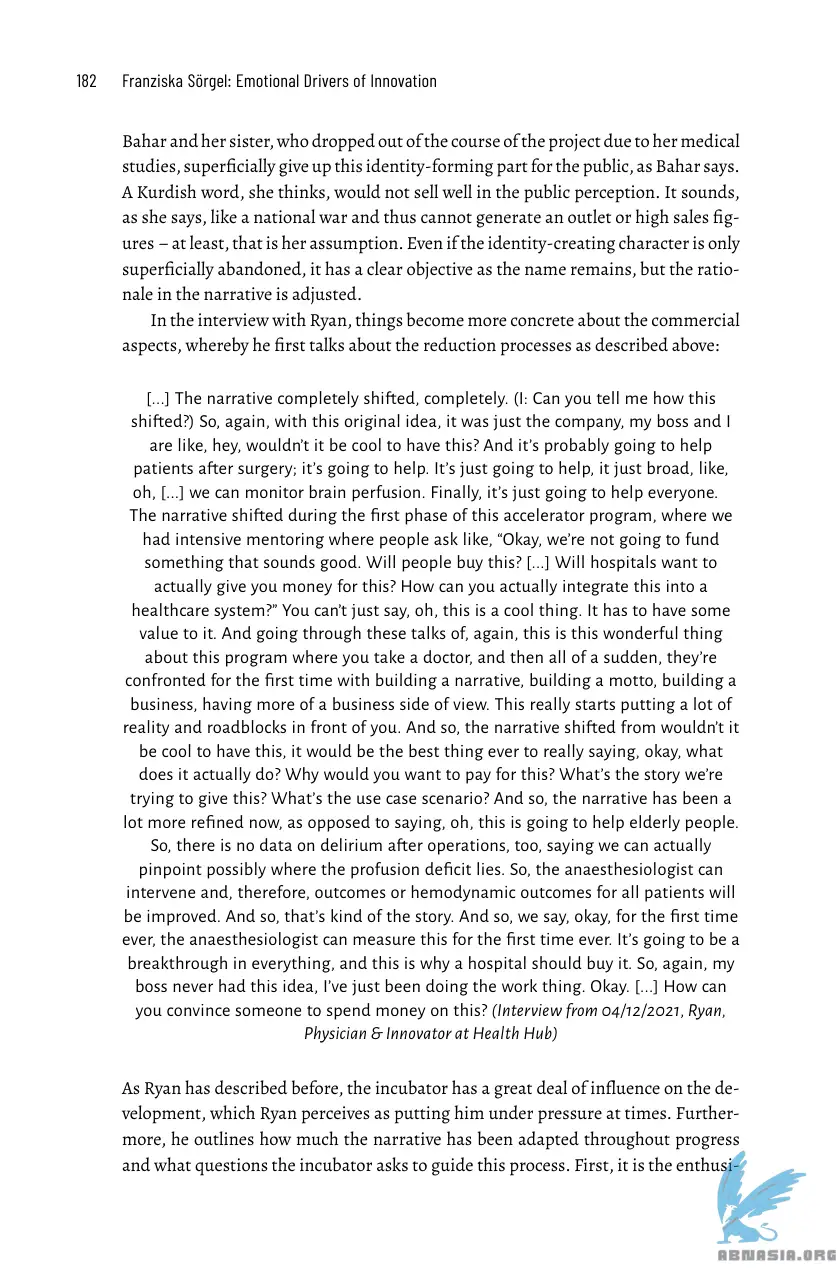 182 Franziska Sörgel: Emotional Drivers of Innovation
Bahar and her sister, who dropped out of the course of the project due to her medical
studies, superficially give up this identity-forming part for the public, as Bahar says.
A Kurdish word, she thinks, would not sell well in the public perception. It sounds,
as she says, like a national war and thus cannot generate an outlet or high sales fig-
ures – at least, that is her assumption. Even if the identity-creating character is only
superficially abandoned, it has a clear objective as the name remains, but the ratio-
nale in the narrative is adjusted.
In the interview with Ryan, things become more concrete about the commercial
aspects, whereby he first talks about the reduction processes as described above:
[…] The narrative completely shifted, completely. (I: Can you tell me how this
shifted?) So, again, with this original idea, it was just the company, my boss and I
are like, hey, wouldn’t it be cool to have this? And it’s probably going to help
patients after surgery; it’s going to help. It’s just going to help, it just broad, like,
oh, […] we can monitor brain perfusion. Finally, it’s just going to help everyone.
The narrative shifted during the first phase of this accelerator program, where we
had intensive mentoring where people ask like, “Okay, we’re not going to fund
something that sounds good. Will people buy this? […] Will hospitals want to
actually give you money for this? How can you actually integrate this into a
healthcare system?” You can’t just say, oh, this is a cool thing. It has to have some
value to it. And going through these talks of, again, this is this wonderful thing
about this program where you take a doctor, and then all of a sudden, they’re
confronted for the first time with building a narrative, building a motto, building a
business, having more of a business side of view. This really starts putting a lot of
reality and roadblocks in front of you. And so, the narrative shifted from wouldn’t it
be cool to have this, it would be the best thing ever to really saying, okay, what
does it actually do? Why would you want to pay for this? What’s the story we’re
trying to give this? What’s the use case scenario? And so, the narrative has been a
lot more refined now, as opposed to saying, oh, this is going to help elderly people.
So, there is no data on delirium after operations, too, saying we can actually
pinpoint possibly where the profusion deficit lies. So, the anaesthesiologist can
intervene and, therefore, outcomes or hemodynamic outcomes for all patients will
be improved. And so, that’s kind of the story. And so, we say, okay, for the first time
ever, the anaesthesiologist can measure this for the first time ever. It’s going to be a
breakthrough in everything, and this is why a hospital should buy it. So, again, my
boss never had this idea, I’ve just been doing the work thing. Okay. […] How can
you convince someone to spend money on this? (Interview from 04/12/2021, Ryan,
Physician & Innovator at Health Hub)
As Ryan has described before, the incubator has a great deal of influence on the de-
velopment, which Ryan perceives as putting him under pressure at times. Further-
more, he outlines how much the narrative has been adapted throughout progress
and what questions the incubator asks to guide this process. First, it is the enthusi-
ABNASIA.ORG